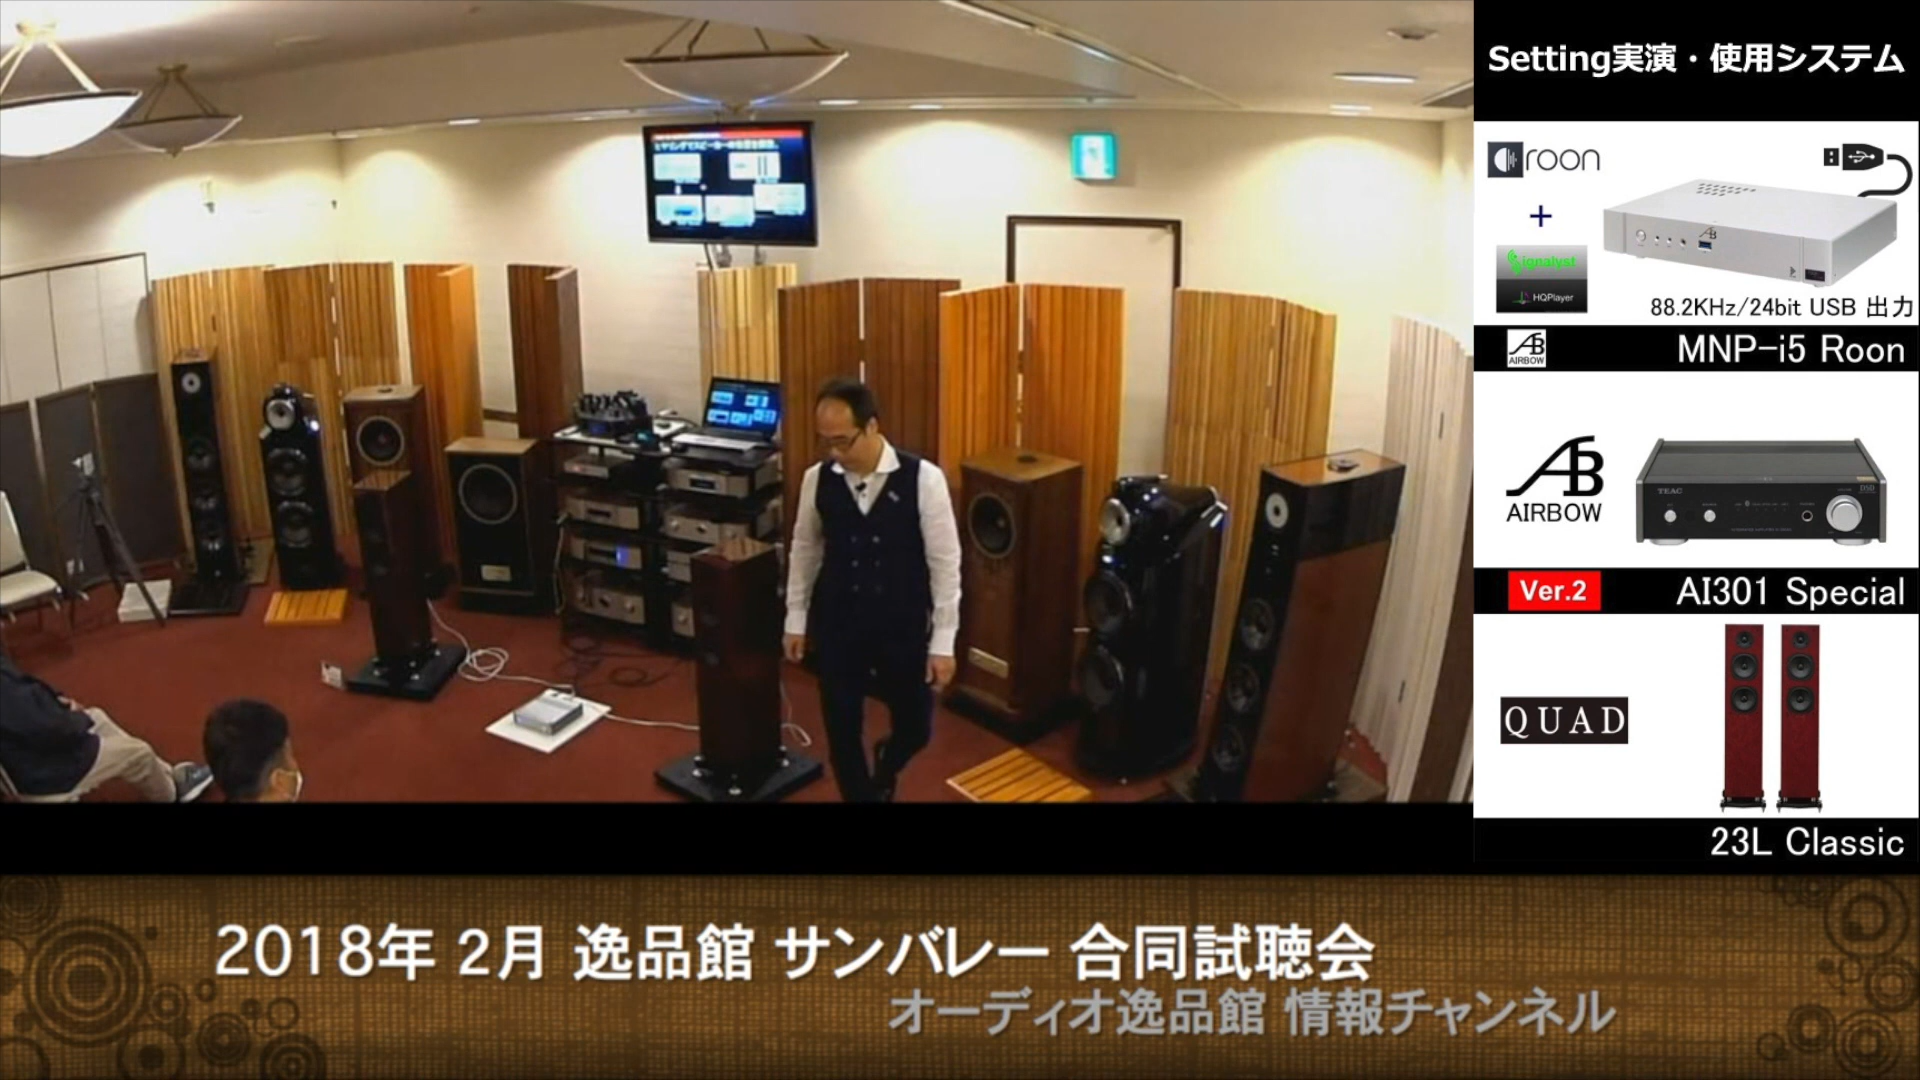 Setting実演・使用システム
roon
+
Signalyst
HQPlayer
88.2KHz/24bit USB 出力
AIRBOW
MNP-i5 Roon
AB
AIRBOW
TEAC
DSD
Ver.2
AI301 Special
QUAD
23L Classic
2018年 2月 逸品館 サンバレー 合同試聴会
オーディオ逸品館 情報チャンネル